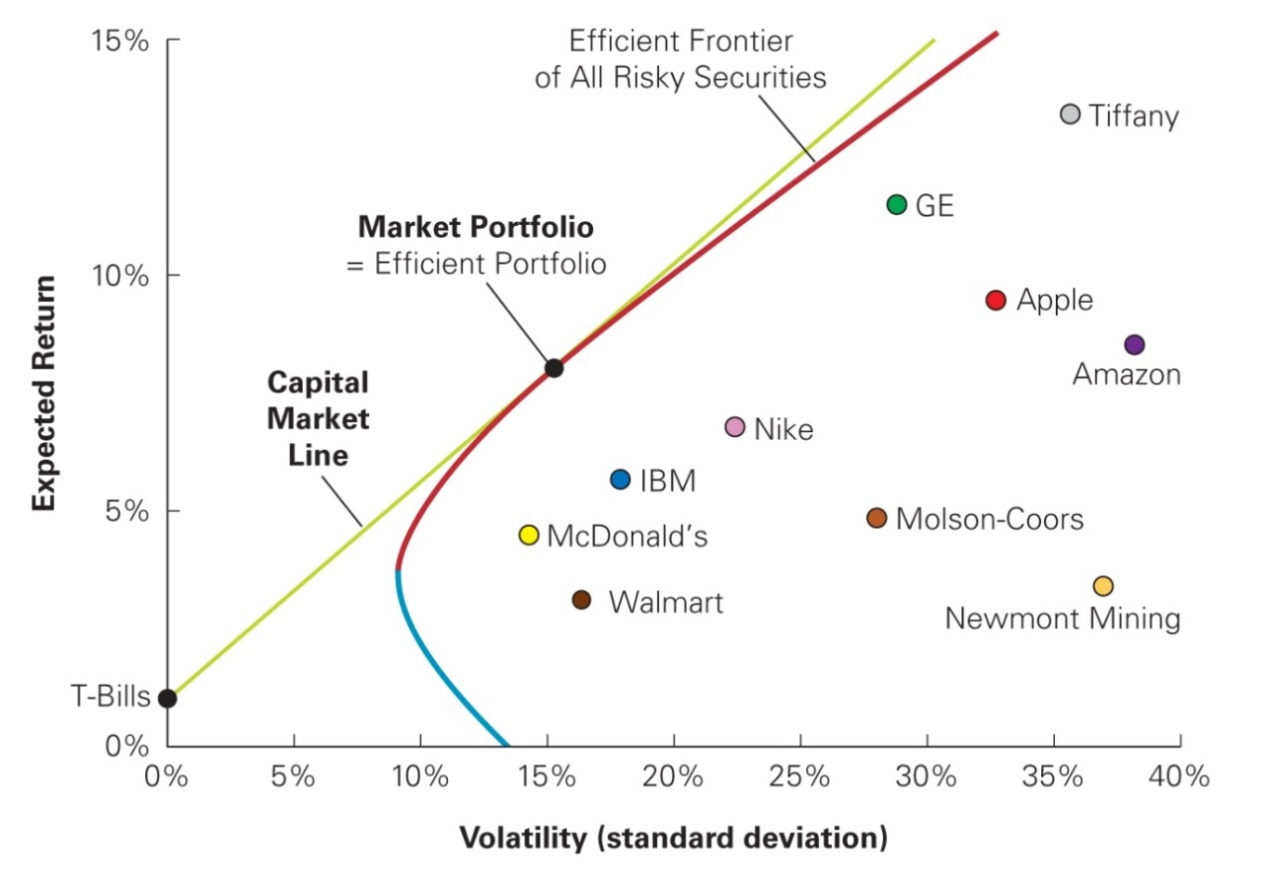 15%
Efficient Frontier
of All Risky Securities
Tiffany
GE
Market Portfolio
= Efficient Portfolio
10%
Apple
Amazon
Expected Return
Capital
Market
Line
Nike
IBM
5%
Molson-Coors
McDonald’s
Walmart
Newmont Mining
T-Bills
0%
0% 5% 10% 15% 20% 25% 30% 35% 40%
Volatility (standard deviation)